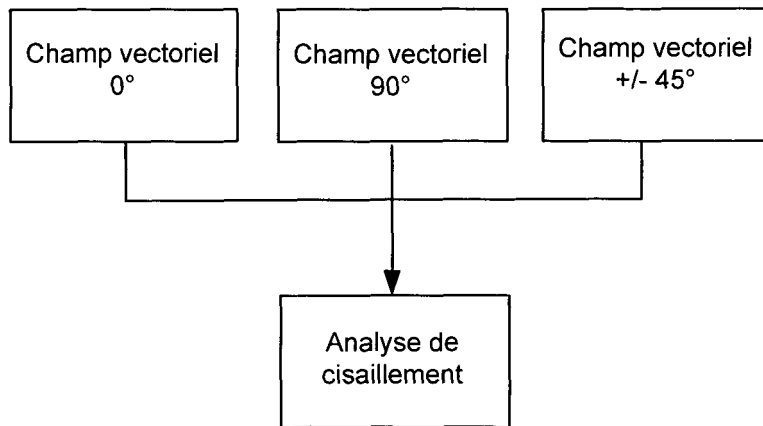 Champ vectoriel
0°
Champ vectoriel
90°
Champ vectoriel
+/- 45°
Analyse de
cisaillement